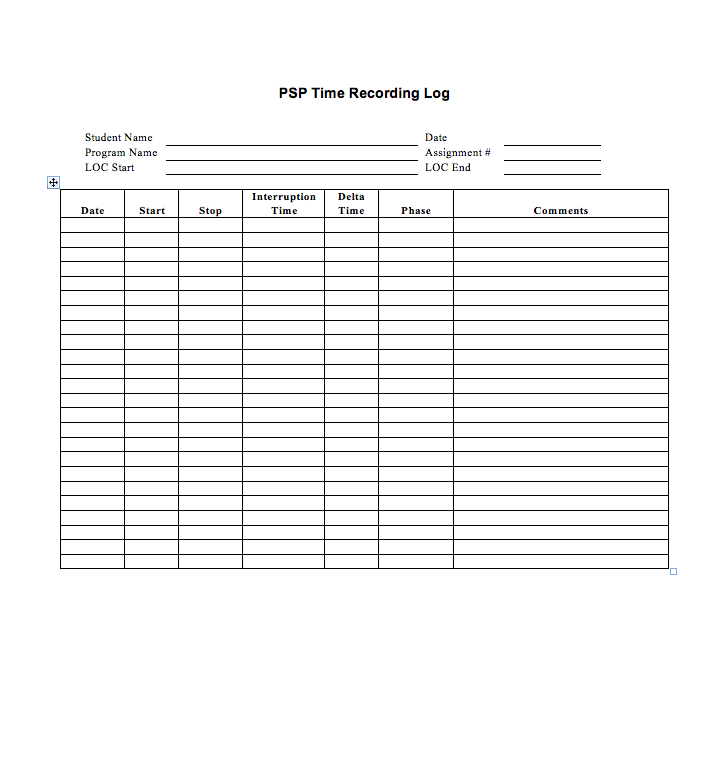 PSP Time Recording Log
Student Name Date
Program Name Assignment #
LOC Start LOC End
Interruption Delta
Date Start Stop Time Time Phase Comments